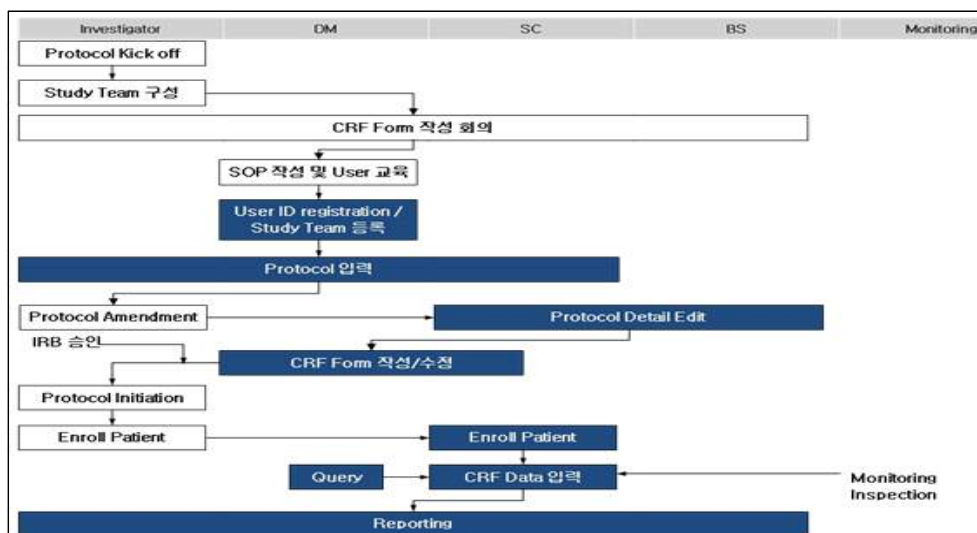 Investigator DM SC BS Monitoring
Protocol Kick off
Study Team 구성
CRF Form 작성 회의
SOP 작성 및 User 교육
User ID registration /
Study Team 등록
Protocol 입력
Protocol Amendment
Protocol Detail Edit
IRB 승인
CRF Form 작성/수정
Protocol Initiation
Enroll Patient
Enroll Patient
Query
CRF Data 입력
Monitoring
Inspection
Reporting